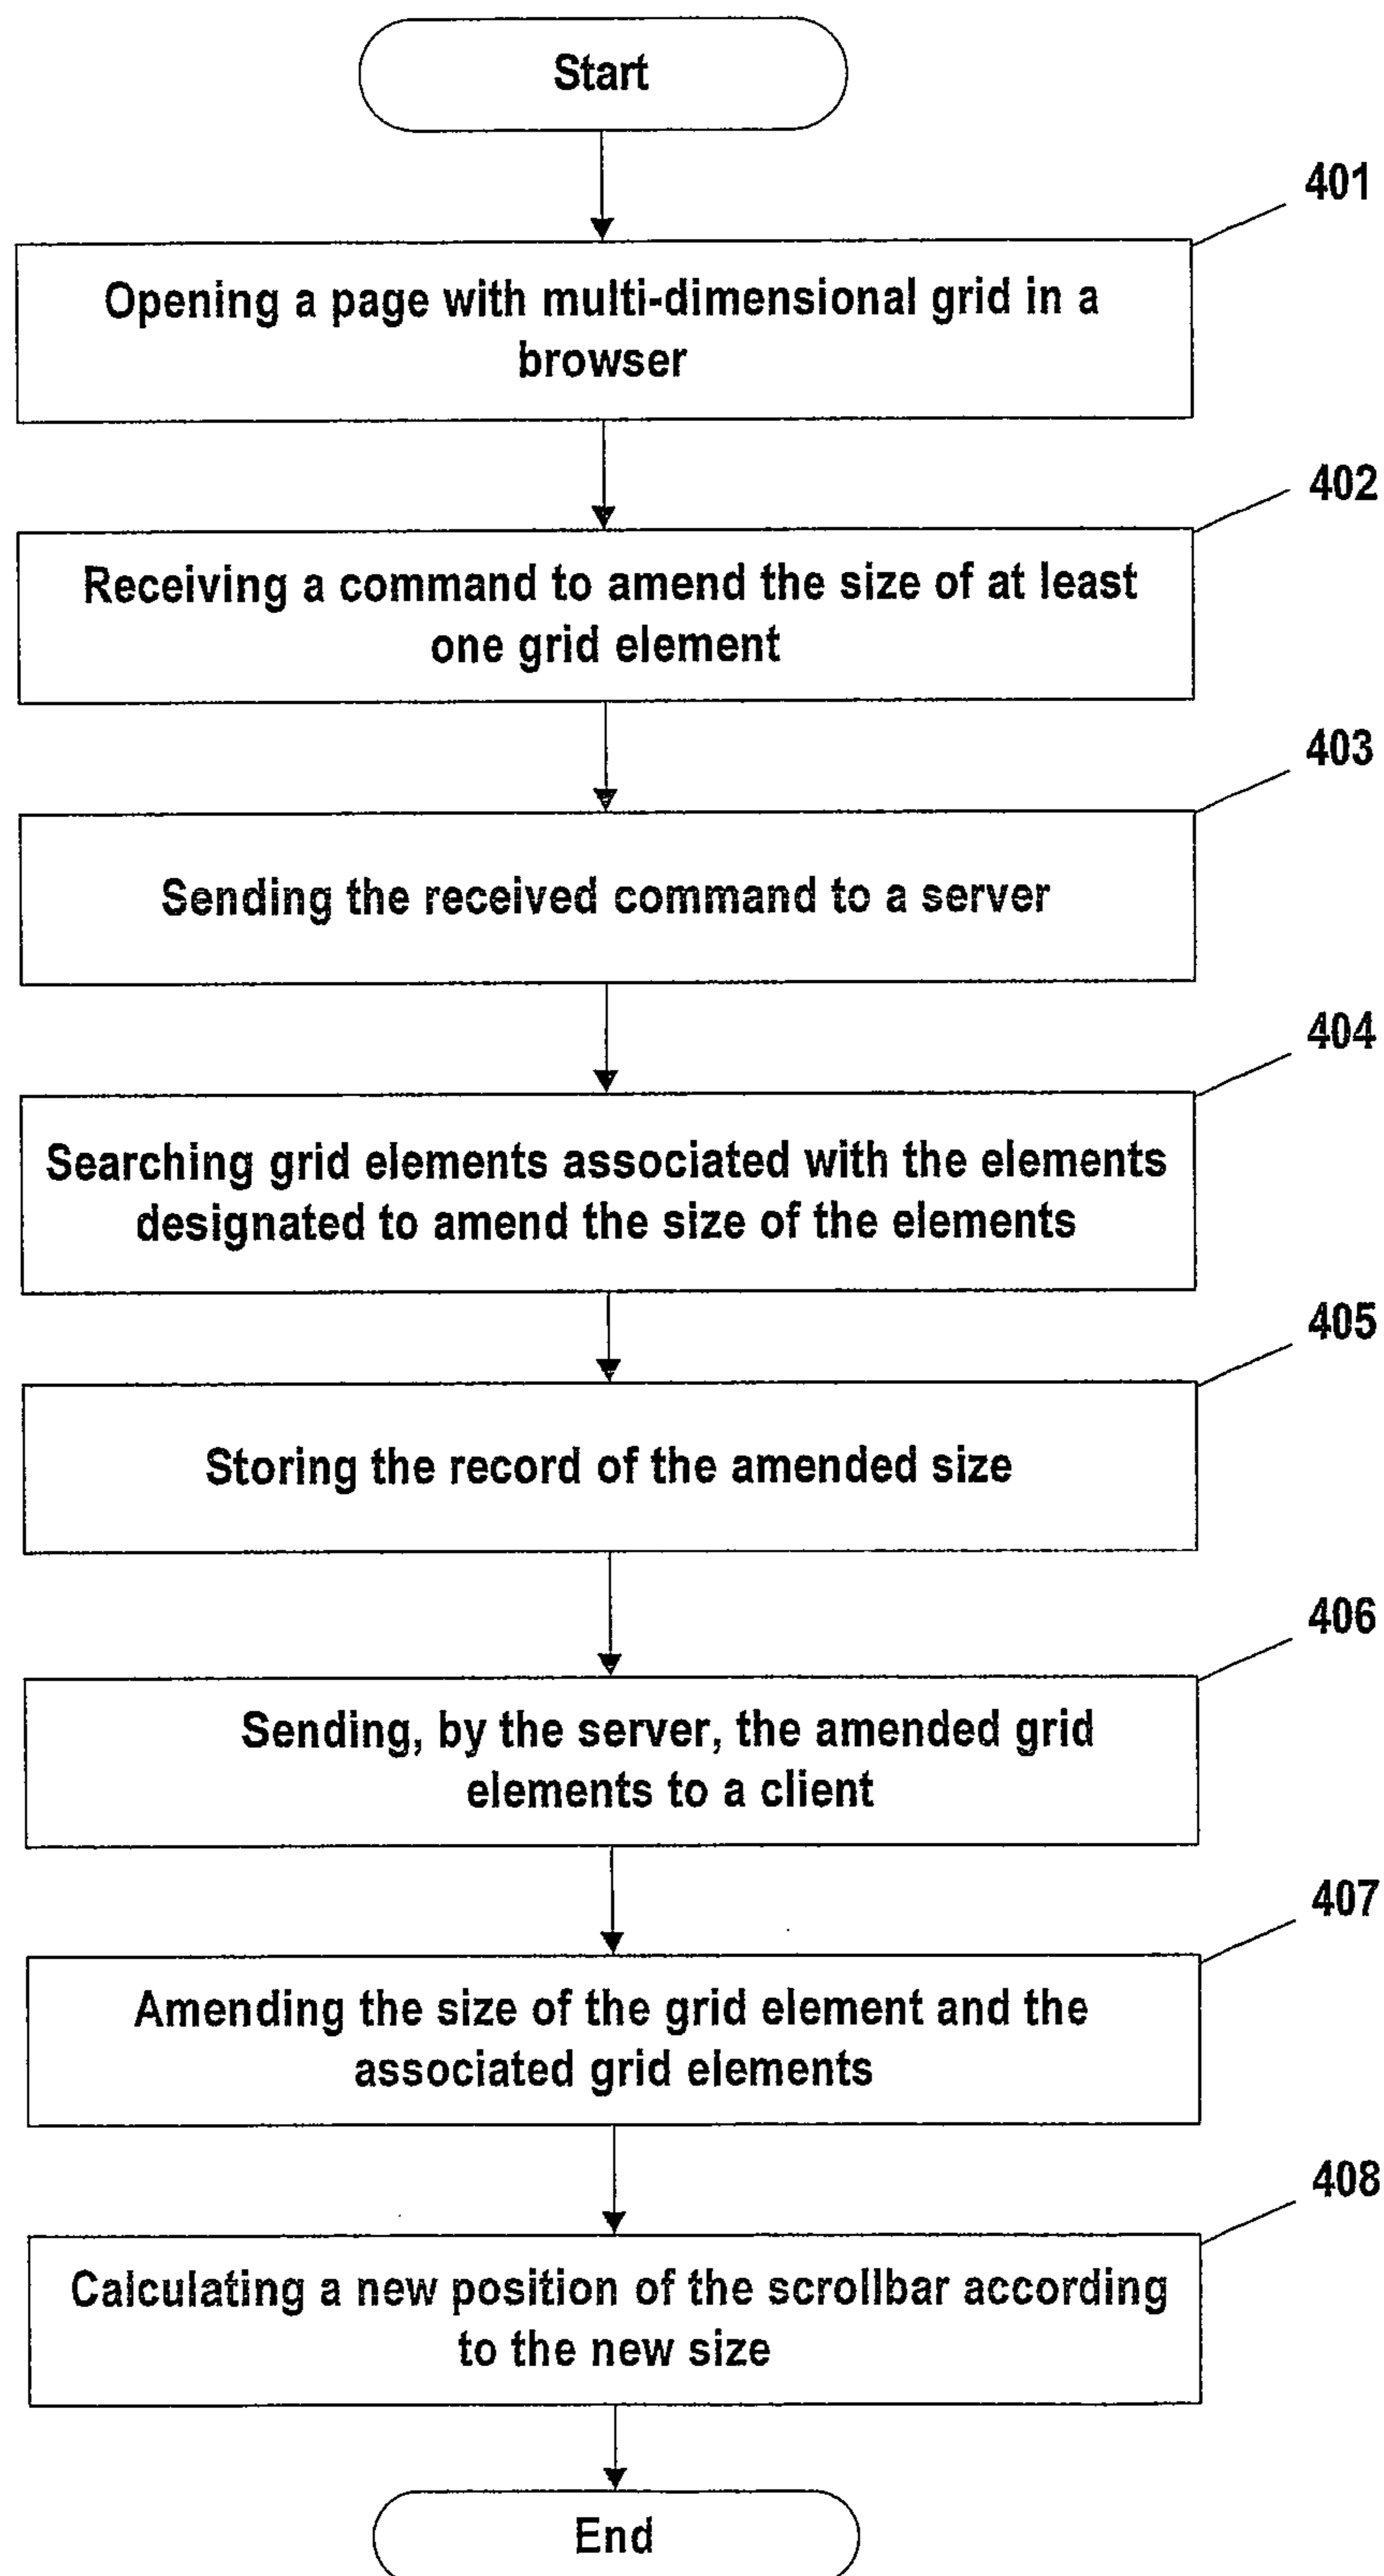 Start
401
Opening a page with multi-dimensional grid in a
browser
402
Receiving a command to amend the size of at least
one grid element
403
Sending the received command to a server
404
Searching grid elements associated with the elements
designated to amend the size of the elements
405
Storing the record of the amended size
406
Sending, by the server, the amended grid
elements to a client
407
Amending the size of the grid element and the
associated grid elements
408
Calculating a new position of the scrollbar according
to the new size
End